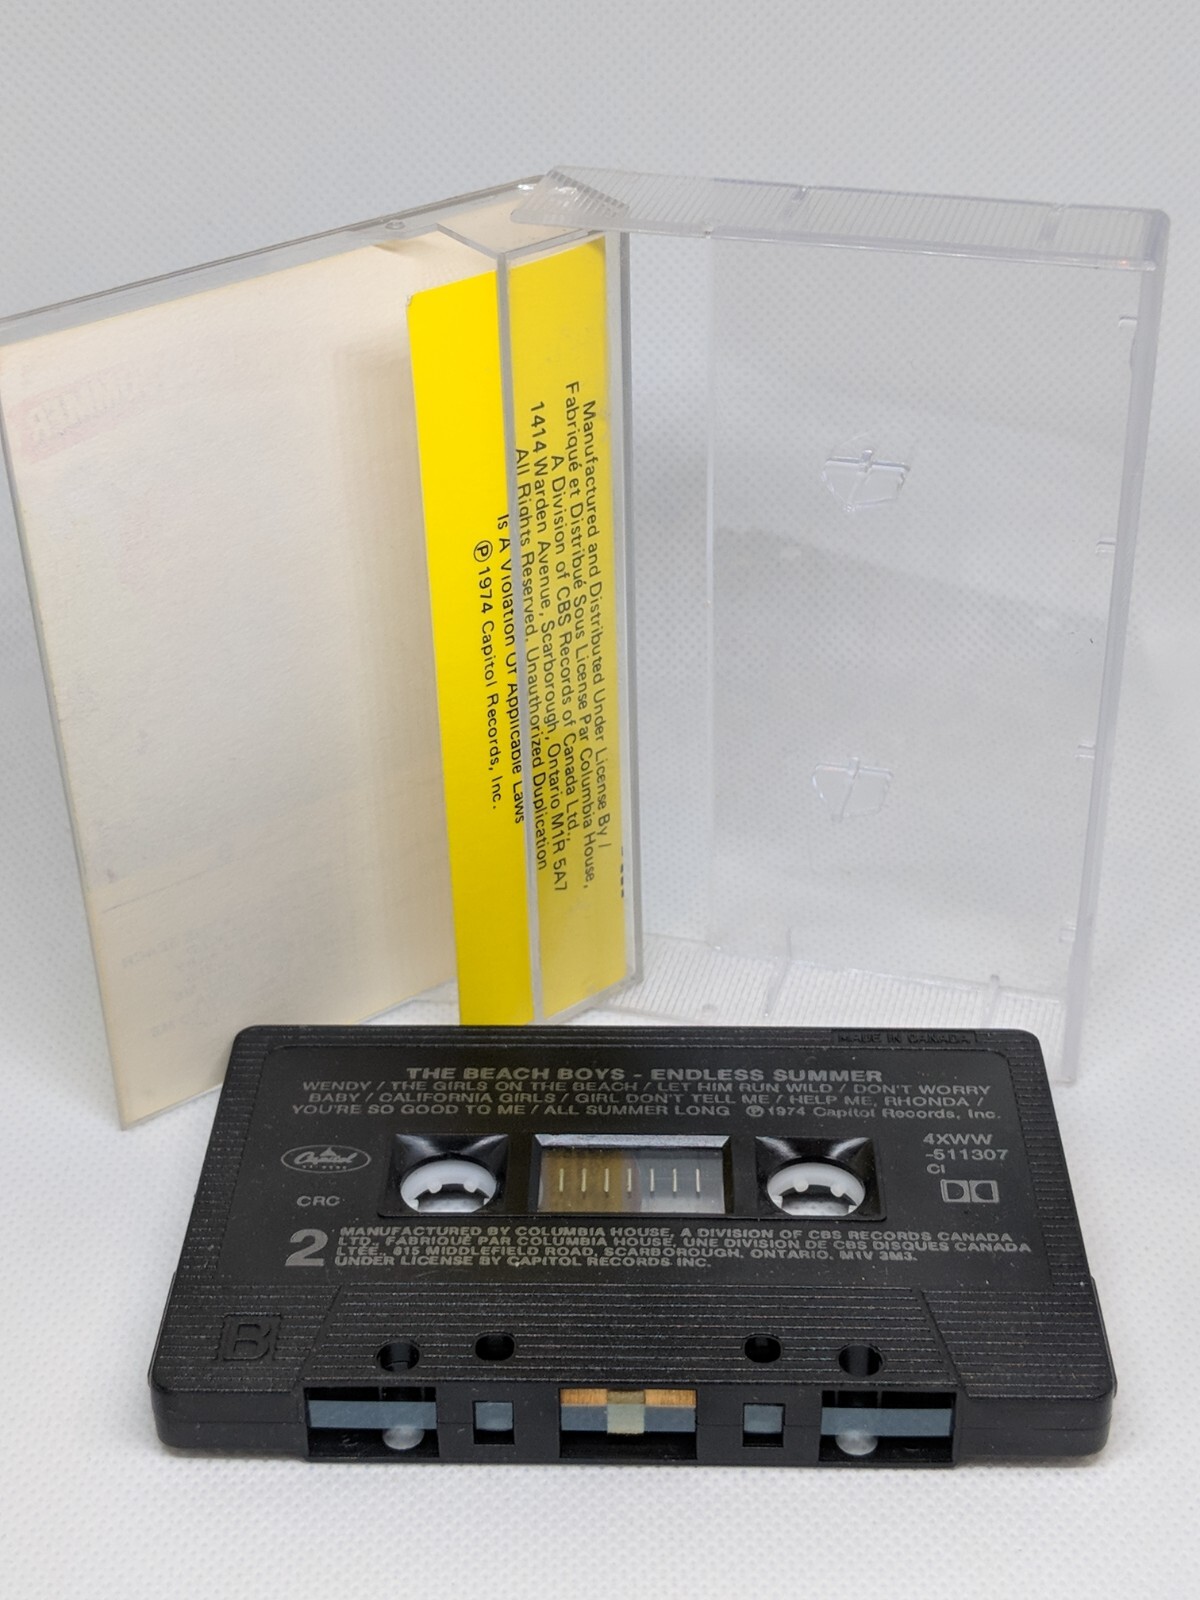 Manufactured and Distributed Under License By /
Fabriqué et Distribué Sous License Par Columbia House,
A Division of CBS Records of Canada Ltd.,
1414 Warden Avenue, Scarborough, Ontario M1R 5A7
All Rights Reserved. Unauthorized Duplication
Is A Violation Of Applicable Laws
℗ 1974 Capitol Records, Inc.
MADE IN CANADA
THE BEACH BOYS - ENDLESS SUMMER
WENDY / THE GIRLS ON THE BEACH / LET HIM RUN WILD / DON'T WORRY
BABY / CALIFORNIA GIRLS / GIRL DON'T TELL ME / HELP ME, RHONDA /
YOU'RE SO GOOD TO ME / ALL SUMMER LONG ℗ 1974 Capitol Records, Inc.
Capitol
CRC
4XWW
-511307
CI
2
MANUFACTURED BY COLUMBIA HOUSE, A DIVISION OF CBS RECORDS CANADA
LTD., FABRIQUÉ PAR COLUMBIA HOUSE, UNE DIVISION DE CBS DISQUES CANADA
LTÉE., 815 MIDDLEFIELD ROAD, SCARBOROUGH, ONTARIO. M1V 3M3.
UNDER LICENSE BY CAPITOL RECORDS INC.
B